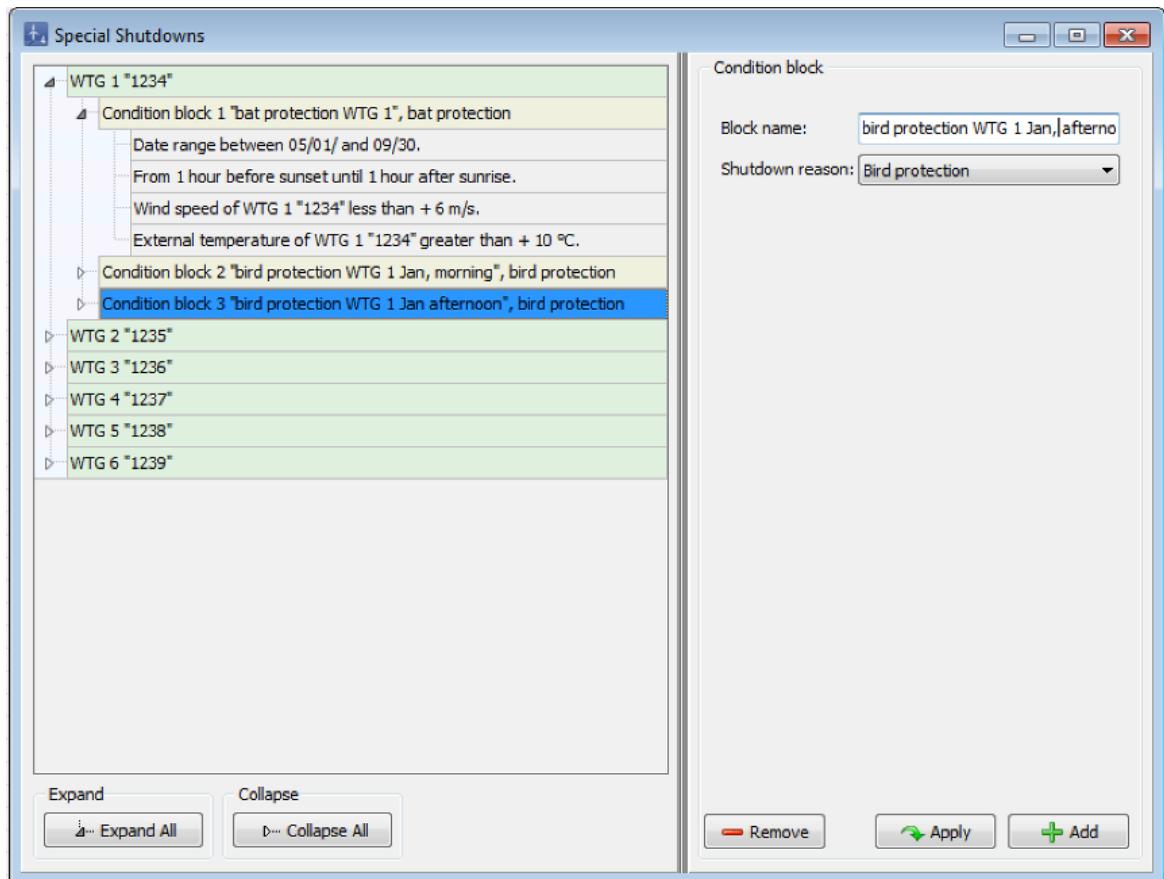 Special Shutdowns
WTG 1 "1234"
Condition block 1 "bat protection WTG 1", bat protection
Date range between 05/01/ and 09/30.
From 1 hour before sunset until 1 hour after sunrise.
Wind speed of WTG 1 "1234" less than + 6 m/s.
External temperature of WTG 1 "1234" greater than + 10 °C.
Condition block 2 "bird protection WTG 1 Jan, morning", bird protection
Condition block 3 "bird protection WTG 1 Jan afternoon", bird protection
WTG 2 "1235"
WTG 3 "1236"
WTG 4 "1237"
WTG 5 "1238"
WTG 6 "1239"
Expand
Expand All
Collapse
Collapse All
Condition block
Block name: bird protection WTG 1 Jan, afterno
Shutdown reason: Bird protection
Remove
Apply
Add